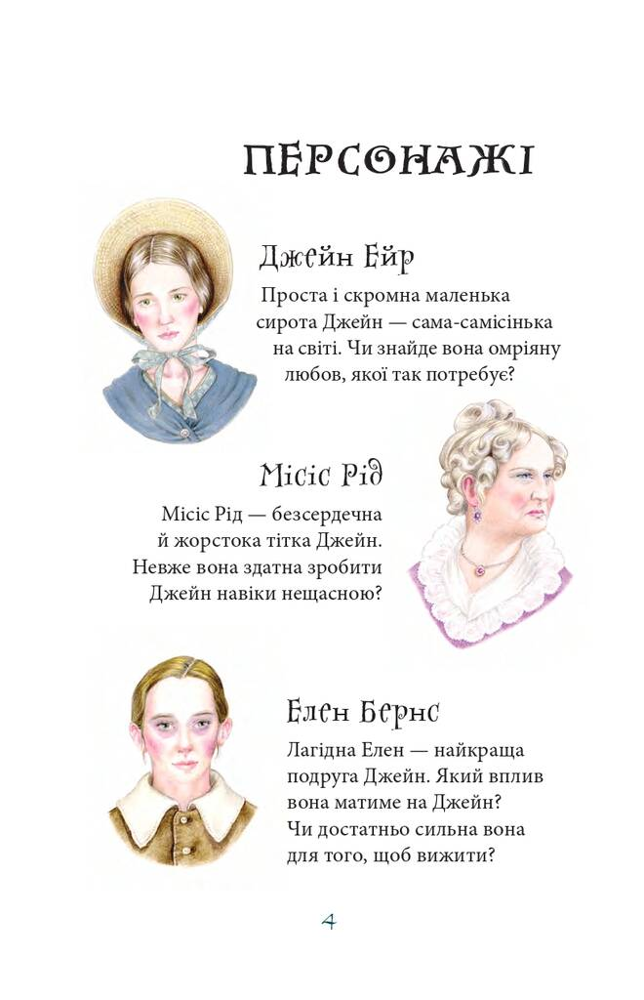 ПЕРСОНАЖІ
Джейн Ейр
Проста і скромна маленька
сирота Джейн — сама-самісінька
на світі. Чи знайде вона омріяну
любов, якої так потребує?
Місіс Рід
Місіс Рід — безсердечна
й жорстока тітка Джейн.
Невже вона здатна зробити
Джейн навіки нещасною?
Елен Бернс
Лагідна Елен — найкраща
подруга Джейн. Який вплив
вона матиме на Джейн?
Чи достатньо сильна вона
для того, щоб вижити?
4